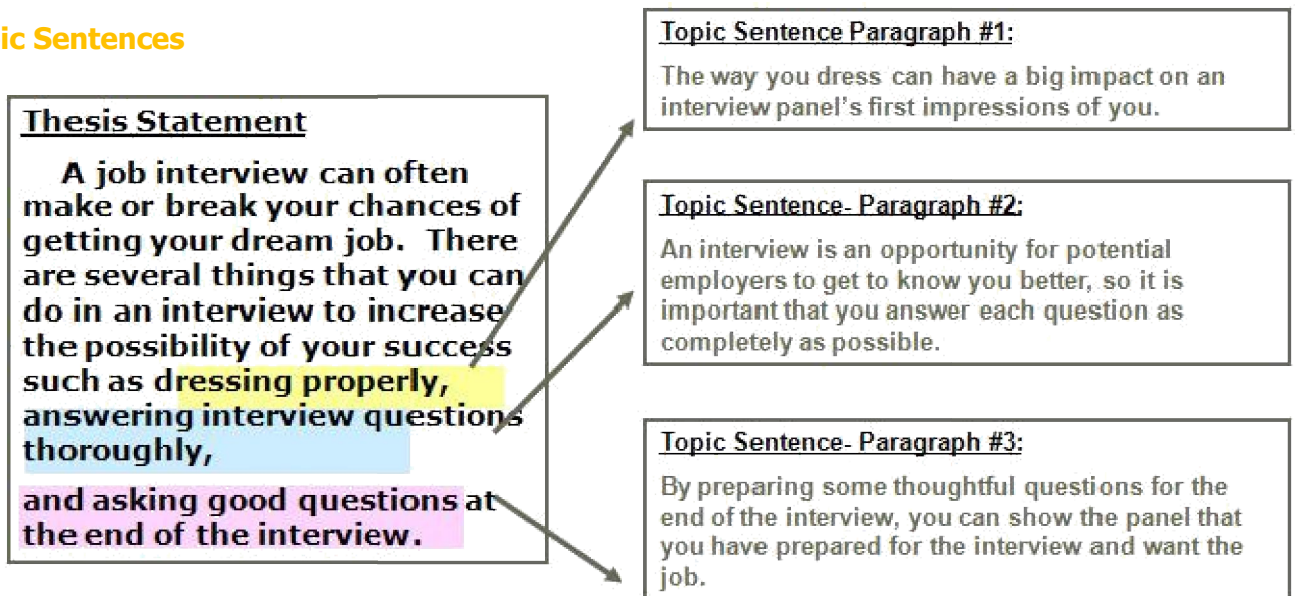 ic Sentences
Thesis Statement
A job interview can often
make or break your chances of
getting your dream job. There
are several things that you can
do in an interview to increase
the possibility of your success
such as dressing properly,
answering interview questions
thoroughly,
and asking good questions at
the end of the interview.
Topic Sentence Paragraph #1:
The way you dress can have a big impact on an
interview panel's first impressions of you.
Topic Sentence- Paragraph #2:
An interview is an opportunity for potential
employers to get to know you better, so it is
important that you answer each question as
completely as possible.
Topic Sentence- Paragraph #3:
By preparing some thoughtful questions for the
end of the interview, you can show the panel that
you have prepared for the interview and want the
job.